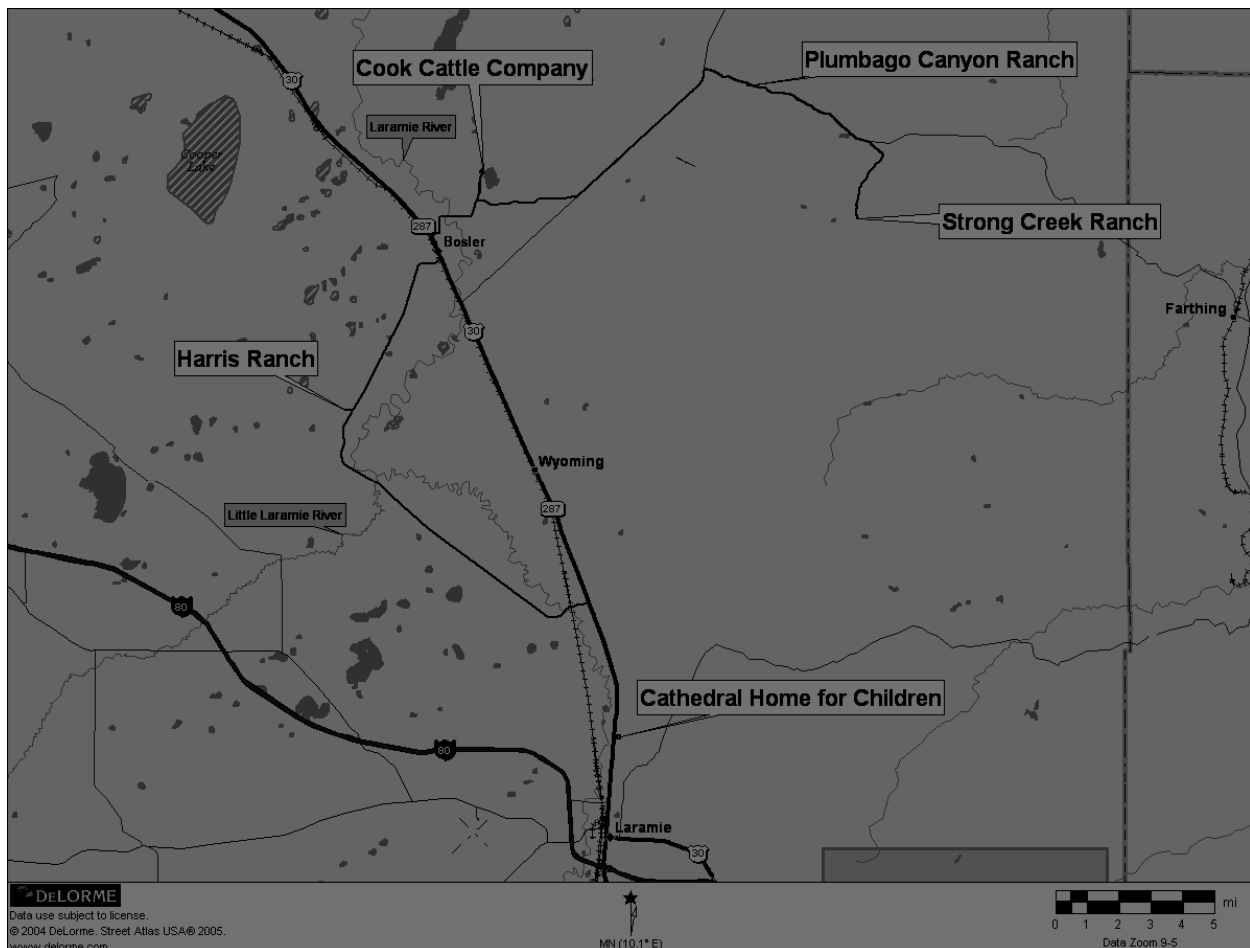 30
Cook Cattle Company
Plumbago Canyon Ranch
Laramie River
Cooper
Lake
287
Bosler
Strong Creek Ranch
Farthing
30
Harris Ranch
Wyoming
287
Little Laramie River
80
Cathedral Home for Children
80
Laramie
30
DELORME
Data use subject to license.
© 2004 DeLorme. Street Atlas USA® 2005.
www.delorme.com
MN (10.1° E)
mi
0 1 2 3 4 5
Data Zoom 9-5